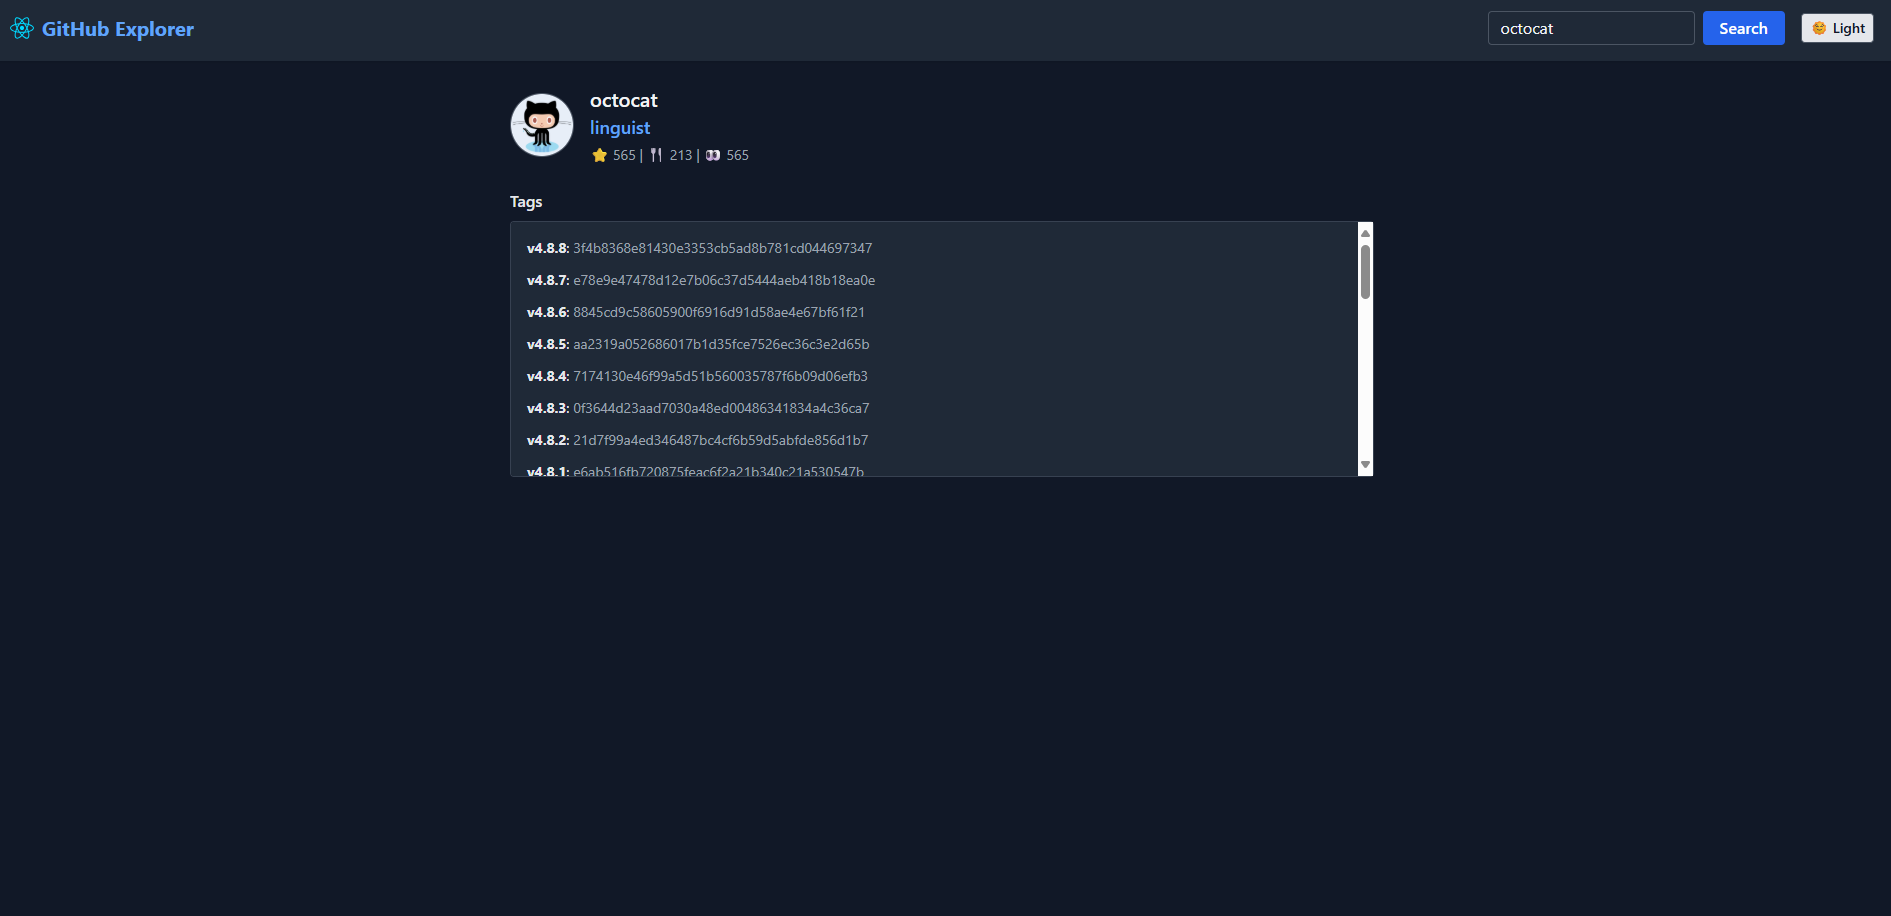 GitHub Explorer
octocat
Search
Light
octocat
linguist
565 | 213 | 565
Tags
v4.8.8: 3f4b8368e81430e3353cb5ad8b781cd044697347
v4.8.7: e78e9e47478d12e7b06c37d5444aeb418b18ea0e
v4.8.6: 8845cd9c58605900f6916d91d58ae4e67bf61f21
v4.8.5: aa2319a052686017b1d35fce7526ec36c3e2d65b
v4.8.4: 7174130e46f99a5d51b560035787f6b09d06efb3
v4.8.3: 0f3644d23aad7030a48ed00486341834a4c36ca7
v4.8.2: 21d7f99a4ed346487bc4cf6b59d5abfde856d1b7
v4.8.1: e6ab516fb720875feac6f2a21b340c21a530547b